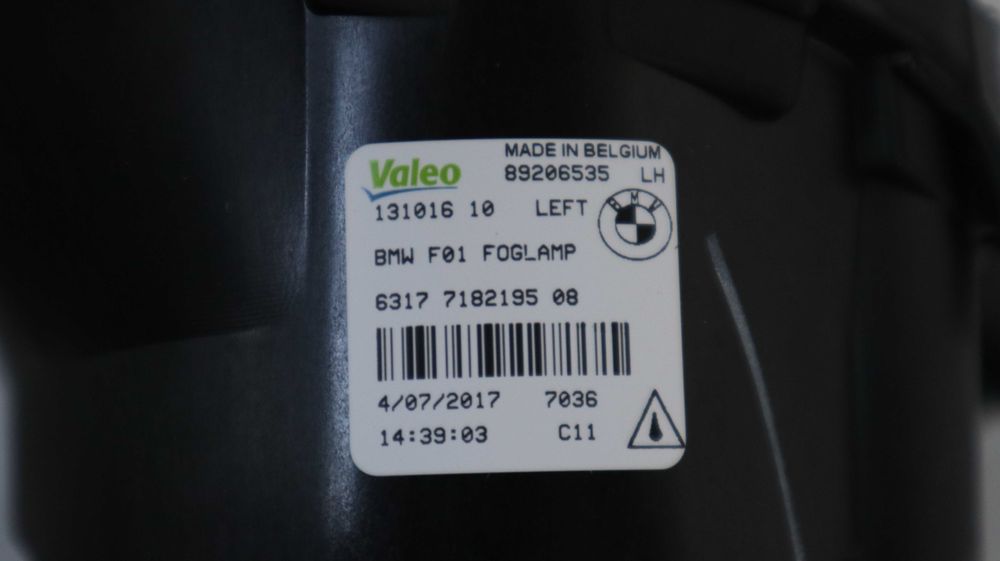 Valeo
MADE IN BELGIUM
89206535 LH
131016 10 LEFT
BMW
BMW F01 FOGLAMP
6317 7182195 08
4/07/2017 7036
14:39:03 C11